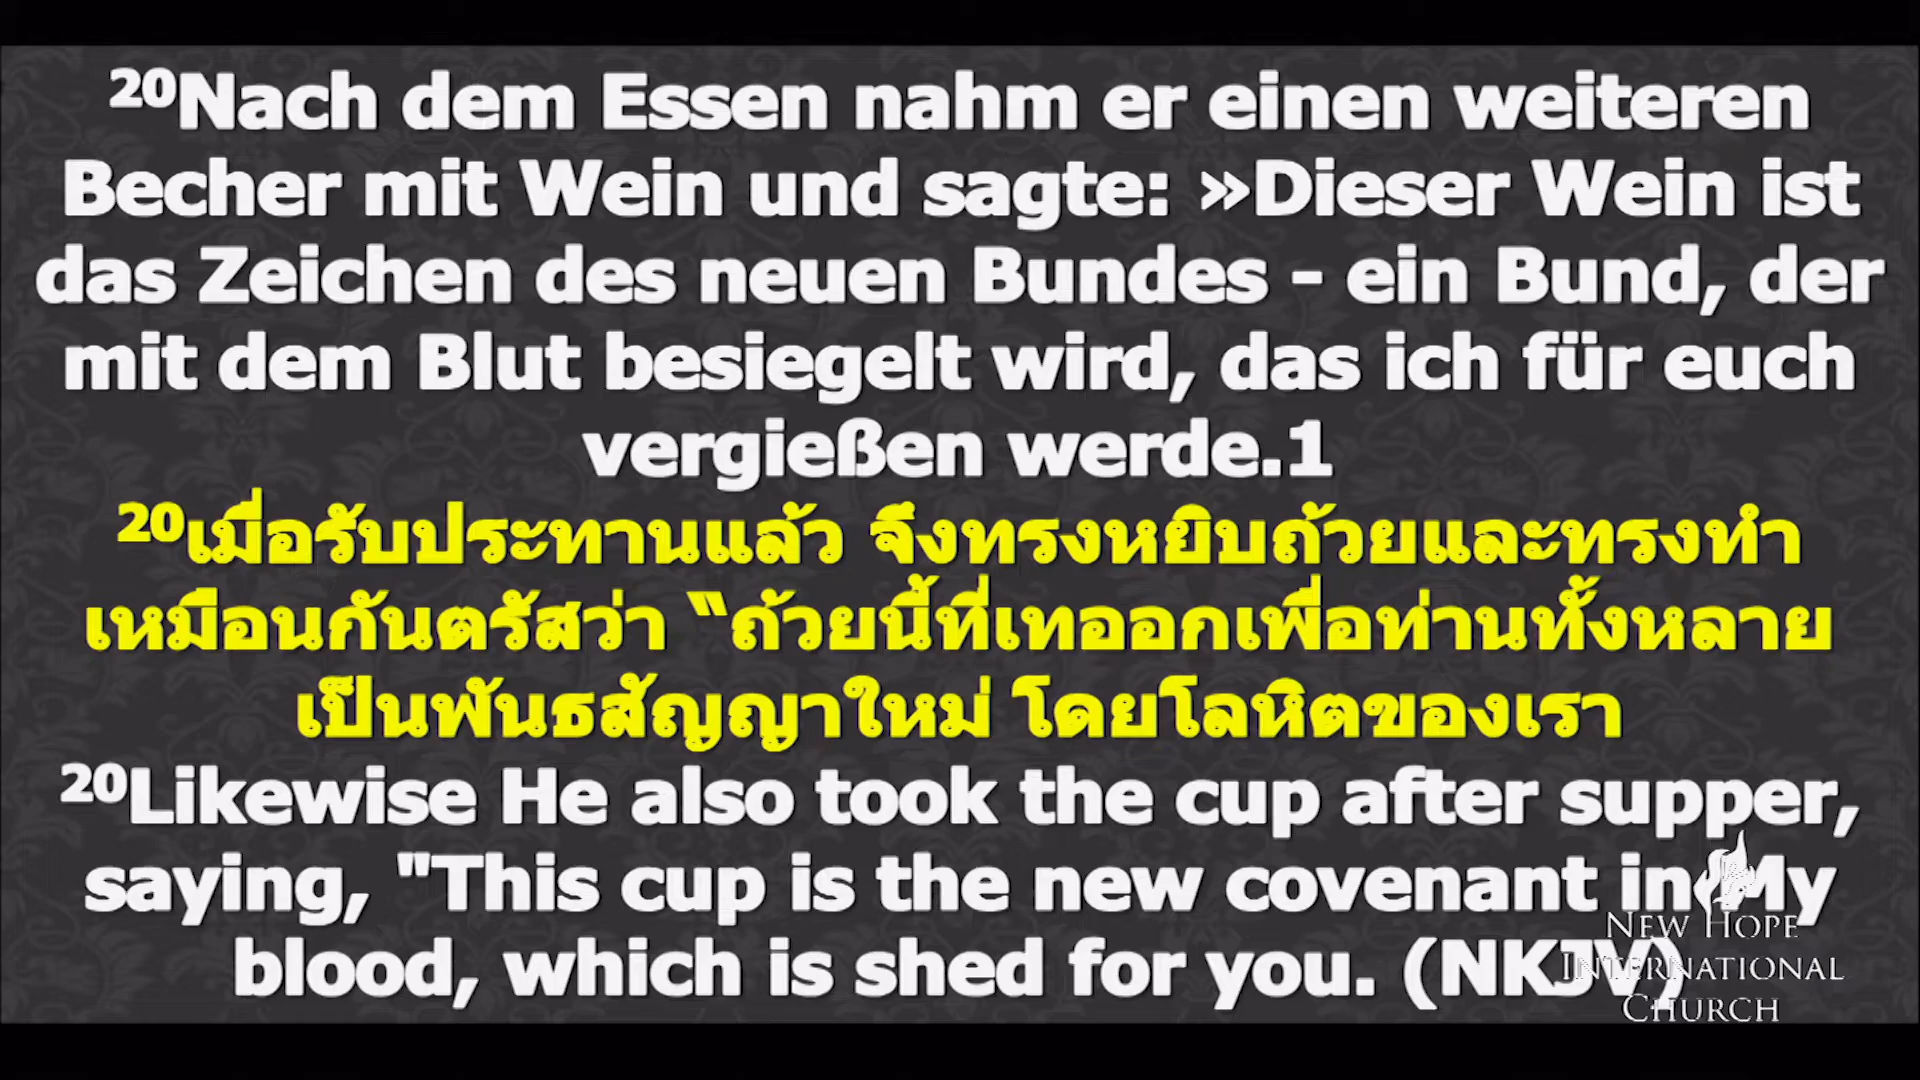 20Nach dem Essen nahm er einen weiteren
Becher mit Wein und sagte: »Dieser Wein ist
das Zeichen des neuen Bundes - ein Bund, der
mit dem Blut besiegelt wird, das ich für euch
vergießen werde.1
20เมื่อรับประทานแล้ว จึงทรงหยิบถ้วยและทรงทำ
เหมือนกันตรัสว่า “ถ้วยนี้ที่เทออกเพื่อท่านทั้งหลาย
เป็นพันธสัญญาใหม่ โดยโลหิตของเรา
20Likewise He also took the cup after supper,
saying, "This cup is the new covenant in My
blood, which is shed for you. (NKJV)
New Hope
International
Church